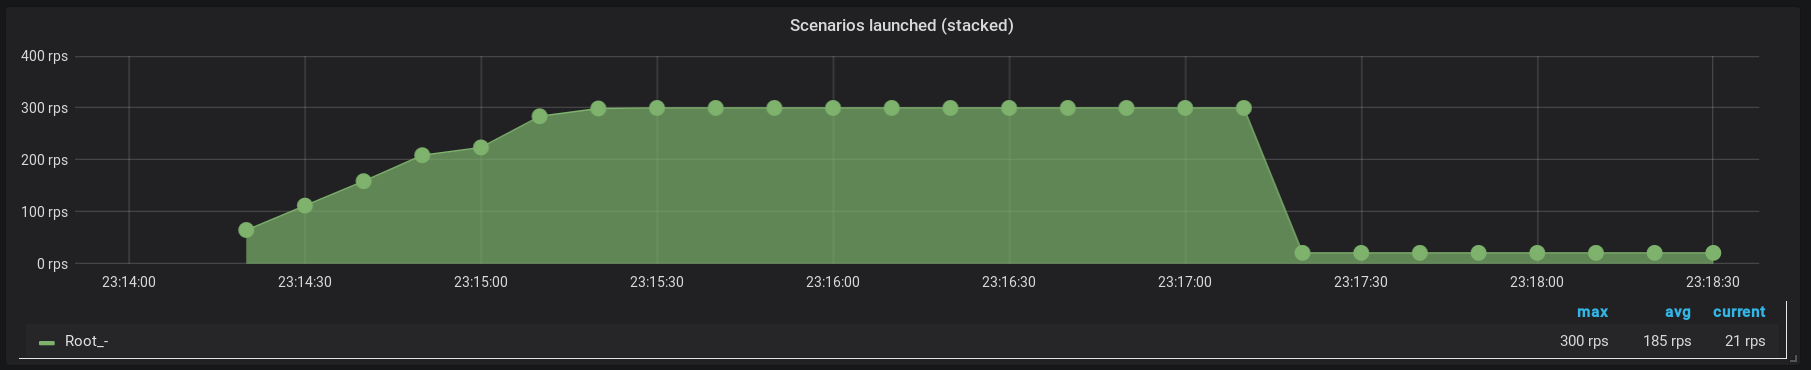 Scenarios launched (stacked)
400 rps
300 rps
200 rps
100 rps
0 rps
23:14:00 23:14:30 23:15:00 23:15:30 23:16:00 23:16:30 23:17:00 23:17:30 23:18:00 23:18:30
max avg current
Root_- 300 rps 185 rps 21 rps